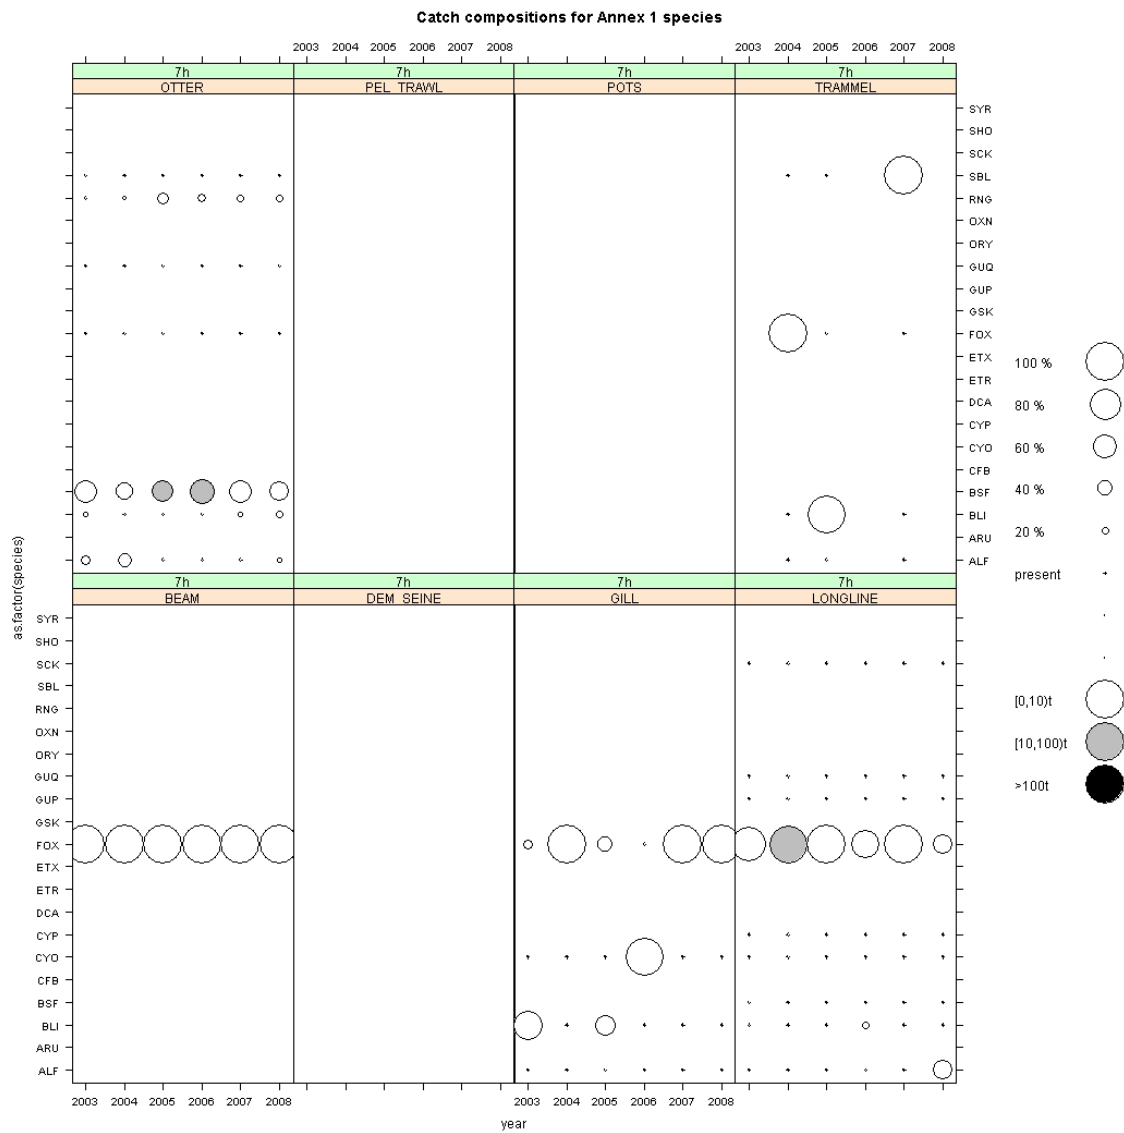 Catch compositions for Annex 1 species
2003 2004 2005 2006 2007 2008 2003 2004 2005 2006 2007 2008
7h 7h 7h 7h
OTTER PEL TRAWL POTS TRAMMEL
SYR
SHO
SCK
SBL
RNG
OXN
ORY
GUQ
GUP
GSK
FOX
ETX
ETR
DCA
CYP
CYO
CFB
BSF
BLI
ARU
ALF
100 %
80 %
60 %
40 %
20 %
present
[0,10)t
[10,100)t
>100t
as.factor(species)
7h 7h 7h 7h
BEAM DEM SEINE GILL LONGLINE
SYR
SHO
SCK
SBL
RNG
OXN
ORY
GUQ
GUP
GSK
FOX
ETX
ETR
DCA
CYP
CYO
CFB
BSF
BLI
ARU
ALF
2003 2004 2005 2006 2007 2008 2003 2004 2005 2006 2007 2008
year